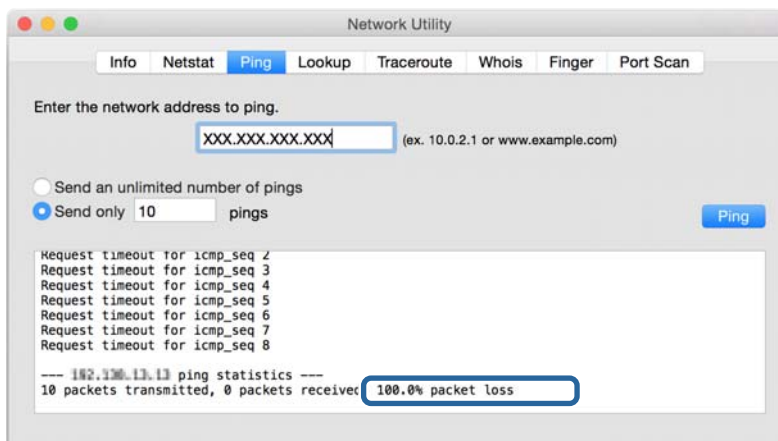 Network Utility
Info Netstat Ping Lookup Traceroute Whois Finger Port Scan
Enter the network address to ping.
XXX.XXX.XXX.XXX (ex. 10.0.2.1 or www.example.com)
Send an unlimited number of pings
Send only 10 pings
Ping
Request timeout for icmp_seq 2
Request timeout for icmp_seq 3
Request timeout for icmp_seq 4
Request timeout for icmp_seq 5
Request timeout for icmp_seq 6
Request timeout for icmp_seq 7
Request timeout for icmp_seq 8
--- ping statistics ---
10 packets transmitted, 0 packets received 100.0% packet loss